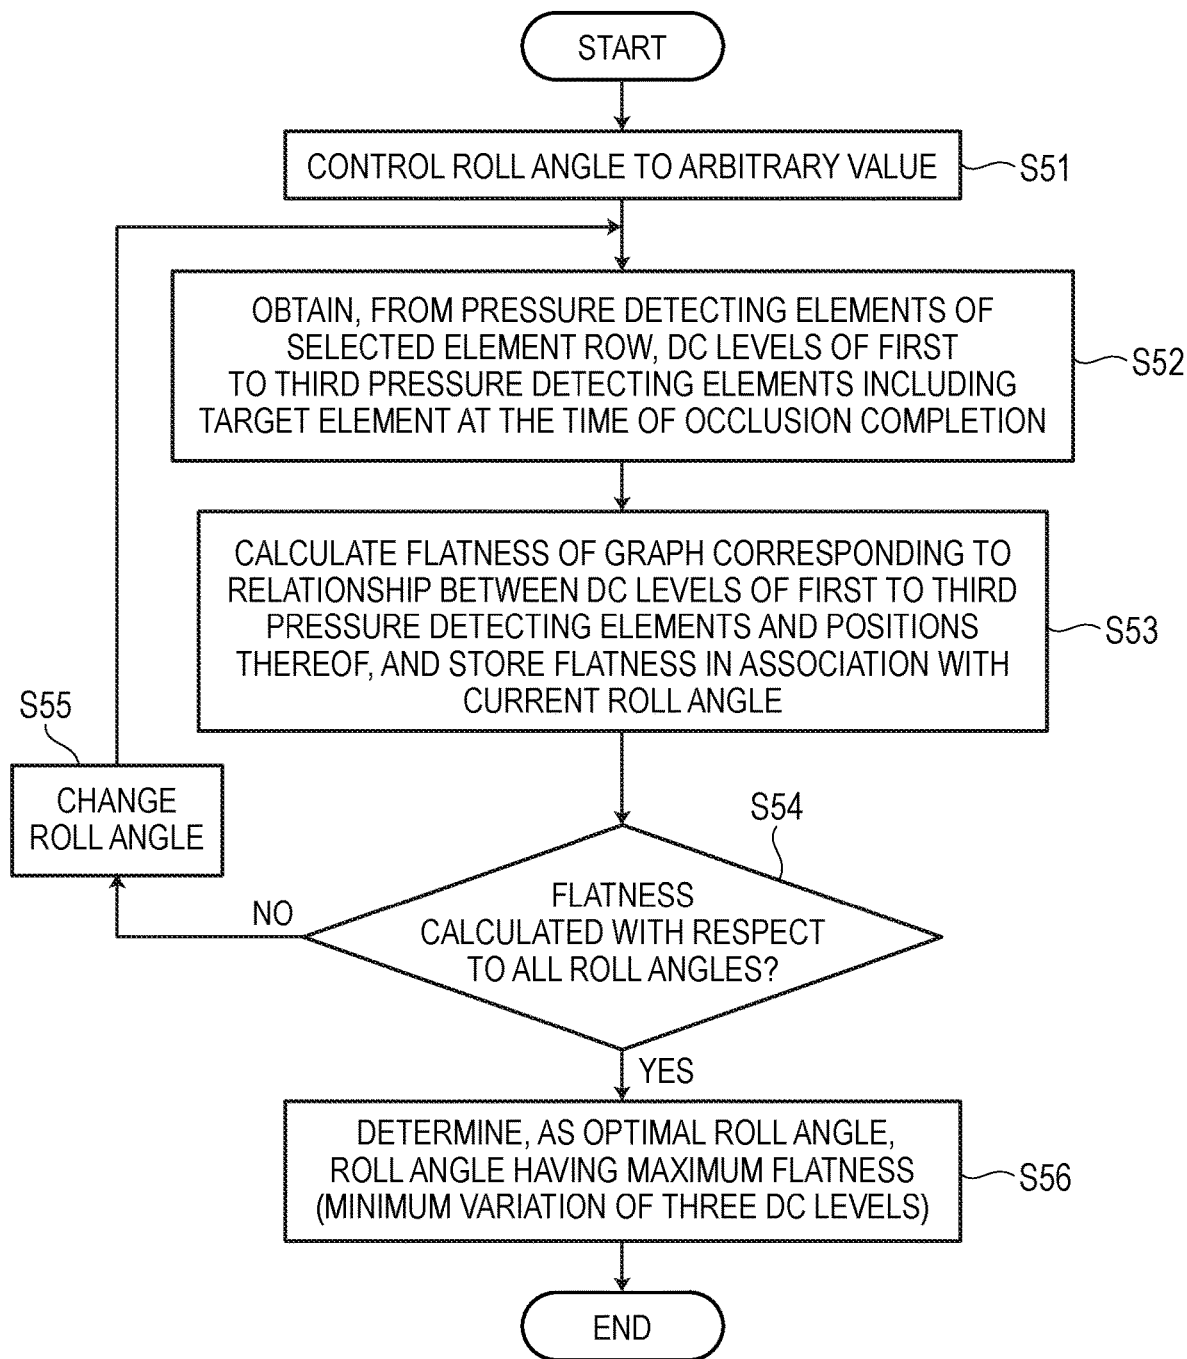 START
CONTROL ROLL ANGLE TO ARBITRARY VALUE
S51
OBTAIN, FROM PRESSURE DETECTING ELEMENTS OF
SELECTED ELEMENT ROW, DC LEVELS OF FIRST
TO THIRD PRESSURE DETECTING ELEMENTS INCLUDING
TARGET ELEMENT AT THE TIME OF OCCLUSION COMPLETION
S52
CALCULATE FLATNESS OF GRAPH CORRESPONDING TO
RELATIONSHIP BETWEEN DC LEVELS OF FIRST TO THIRD
PRESSURE DETECTING ELEMENTS AND POSITIONS
THEREOF, AND STORE FLATNESS IN ASSOCIATION WITH
CURRENT ROLL ANGLE
S53
S55
CHANGE
ROLL ANGLE
S54
FLATNESS
CALCULATED WITH RESPECT
TO ALL ROLL ANGLES?
NO
YES
DETERMINE, AS OPTIMAL ROLL ANGLE,
ROLL ANGLE HAVING MAXIMUM FLATNESS
(MINIMUM VARIATION OF THREE DC LEVELS)
S56
END